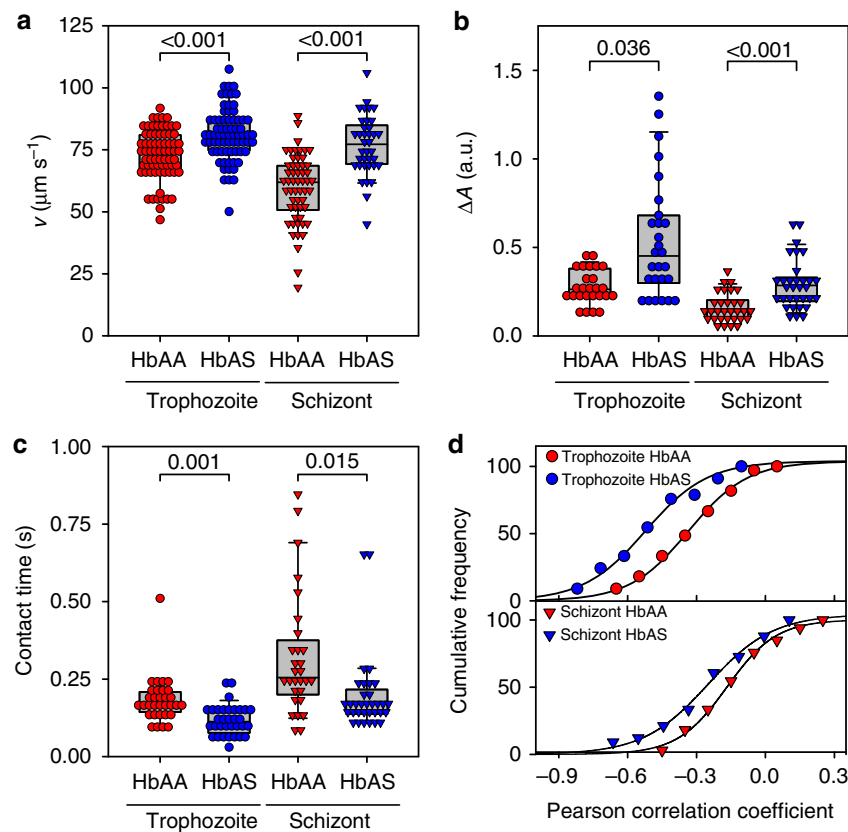 a
<0.001
<0.001
125
100
75
50
25
0
v (μm s⁻¹)
HbAA HbAS HbAA HbAS
Trophozoite Schizont
b
0.036
<0.001
1.5
1.0
0.5
0.0
ΔA (a.u.)
HbAA HbAS HbAA HbAS
Trophozoite Schizont
c
0.001
0.015
1.00
0.75
0.50
0.25
0.00
Contact time (s)
HbAA HbAS HbAA HbAS
Trophozoite Schizont
d
Trophozoite HbAA
Trophozoite HbAS
100
50
0
Schizont HbAA
Schizont HbAS
100
50
0
Cumulative frequency
−0.9 −0.6 −0.3 0.0 0.3
Pearson correlation coefficient